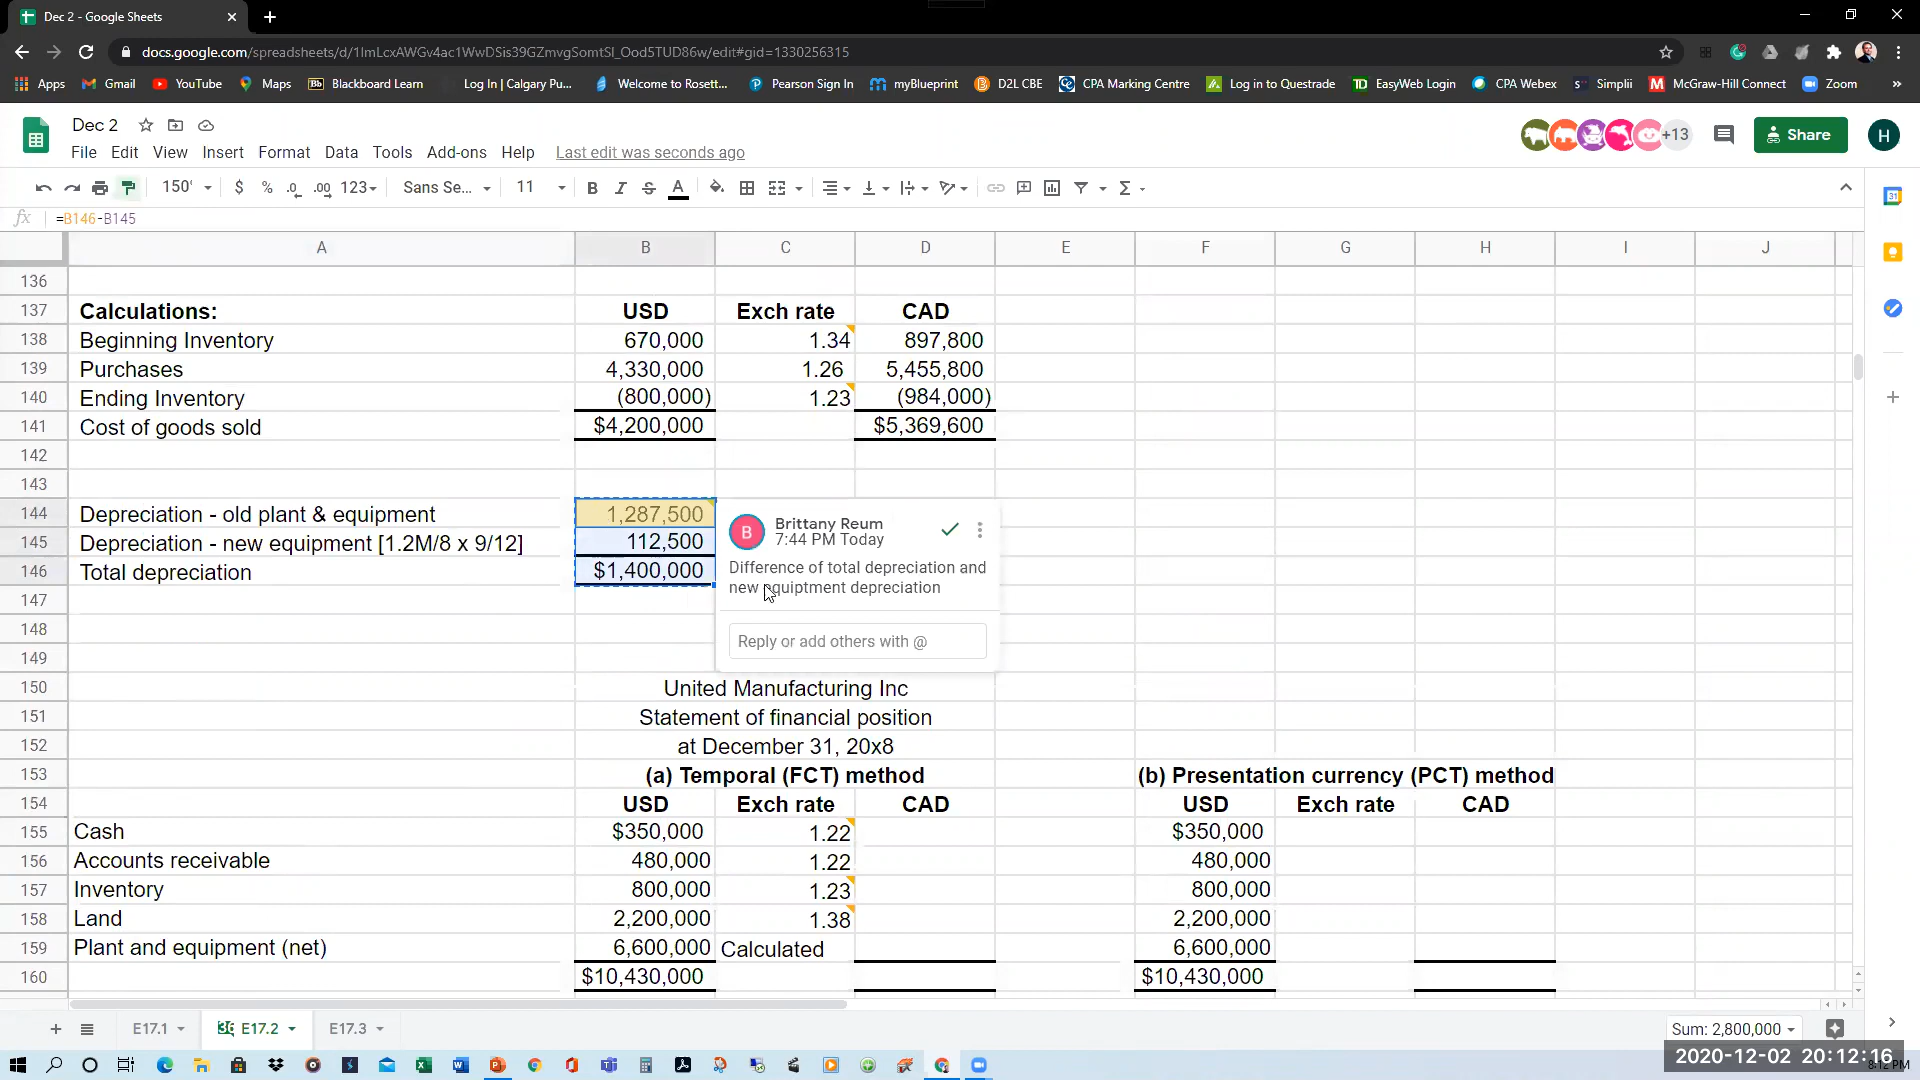 Dec 2 - Google Sheets
docs.google.com/spreadsheets/d/1ImLcxAWGv4ac1WwDSis39GZmvgSomtSl_Ood5TUD86w/edit#gid=1330256315
Apps Gmail YouTube Maps Blackboard Learn Log In | Calgary Pu... Welcome to Rosett... Pearson Sign In myBlueprint D2L CBE CPA Marking Centre Log in to Questrade EasyWeb Login CPA Webex Simplii McGraw-Hill Connect Zoom »
Dec 2
File Edit View Insert Format Data Tools Add-ons Help Last edit was seconds ago
+13 Share H
150% $ % .0 .00 123 Sans Se... 11 B I S A
fx =B146-B145
A B C D E F G H I J
136
137 Calculations: USD Exch rate CAD
138 Beginning Inventory 670,000 1.34 897,800
139 Purchases 4,330,000 1.26 5,455,800
140 Ending Inventory (800,000) 1.23 (984,000)
141 Cost of goods sold $4,200,000 $5,369,600
142
143
144 Depreciation - old plant & equipment 1,287,500
145 Depreciation - new equipment [1.2M/8 x 9/12] 112,500
146 Total depreciation $1,400,000
B Brittany Reum
7:44 PM Today
Difference of total depreciation and
new equiptment depreciation
Reply or add others with @
147
148
149
150 United Manufacturing Inc
151 Statement of financial position
152 at December 31, 20x8
153 (a) Temporal (FCT) method (b) Presentation currency (PCT) method
154 USD Exch rate CAD USD Exch rate CAD
155 Cash $350,000 1.22 $350,000
156 Accounts receivable 480,000 1.22 480,000
157 Inventory 800,000 1.23 800,000
158 Land 2,200,000 1.38 2,200,000
159 Plant and equipment (net) 6,600,000 Calculated 6,600,000
160 $10,430,000 $10,430,000
E17.1 E17.2 E17.3 Sum: 2,800,000
2020-12-02 20:12:16
8:12 PM